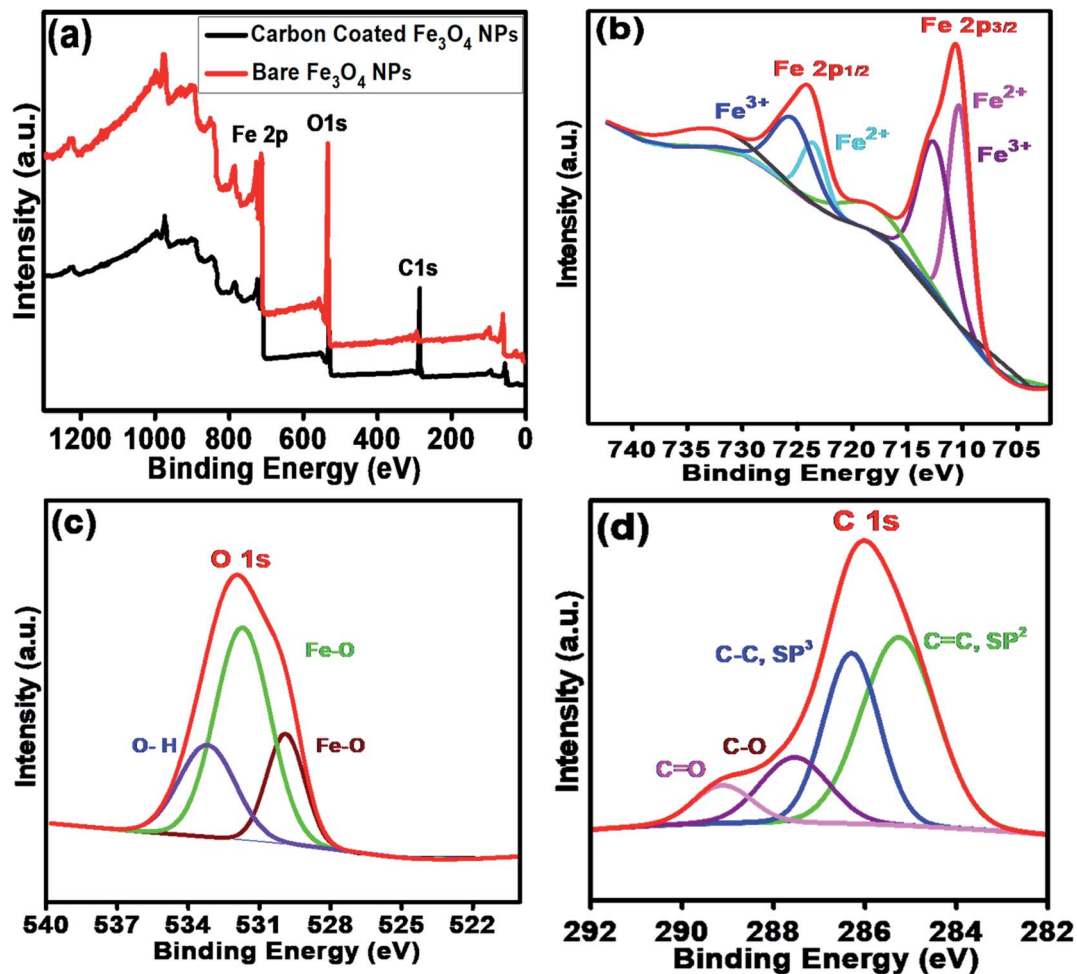 (a)
Carbon Coated Fe₃O₄ NPs
Bare Fe₃O₄ NPs
Fe 2p
O1s
C1s
Intensity (a.u.)
1200 1000 800 600 400 200 0
Binding Energy (eV)
(b)
Fe 2p₃/₂
Fe 2p₁/₂
Fe³⁺
Fe²⁺
Fe²⁺
Fe³⁺
Intensity (a.u.)
740 735 730 725 720 715 710 705
Binding Energy (eV)
(c)
O 1s
Fe-O
O- H
Fe-O
Intensity (a.u.)
540 537 534 531 528 525 522
Binding Energy (eV)
(d)
C 1s
C-C, SP³
C=C, SP²
C-O
C=O
Intensity (a.u.)
292 290 288 286 284 282
Binding Energy (eV)